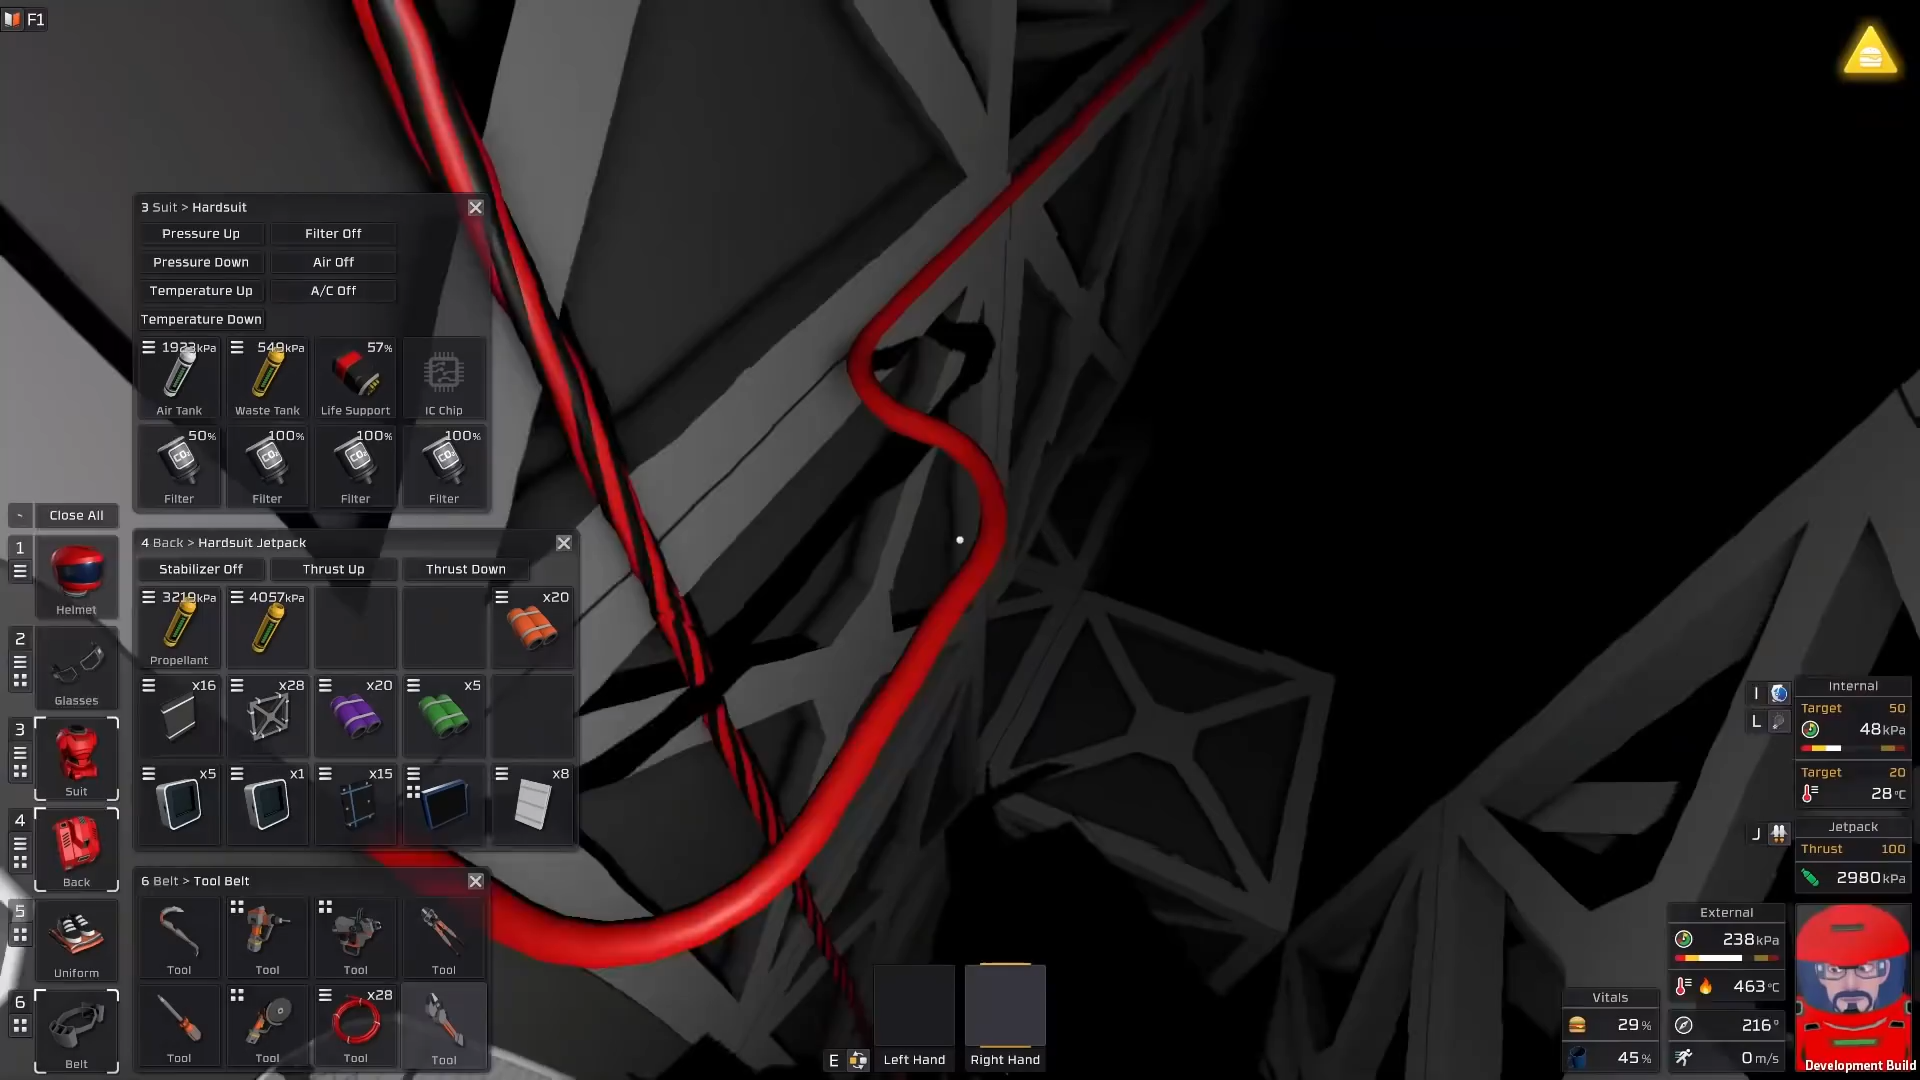 F1
3 Suit > Hardsuit
Pressure Up
Filter Off
Pressure Down
Air Off
Temperature Up
A/C Off
Temperature Down
1923kPa
549kPa
57%
Air Tank
Waste Tank
Life Support
IC Chip
50%
100%
100%
100%
CO₂
CO₂
CO₂
CO₂
Filter
Filter
Filter
Filter
~
Close All
1
Helmet
2
Glasses
3
Suit
4
Back
5
Uniform
6
Belt
4 Back > Hardsuit Jetpack
Stabilizer Off
Thrust Up
Thrust Down
3219kPa
4057kPa
x20
Propellant
x16
x28
x20
x5
x5
x1
x15
x8
6 Belt > Tool Belt
Tool
Tool
Tool
Tool
x28
Tool
Tool
Tool
Tool
E
Left Hand
Right Hand
I
L
Internal
Target 50
48kPa
Target 20
28°C
J
Jetpack
Thrust 100
2980kPa
External
238kPa
463°C
216°
0m/s
Vitals
29%
45%
Development Build